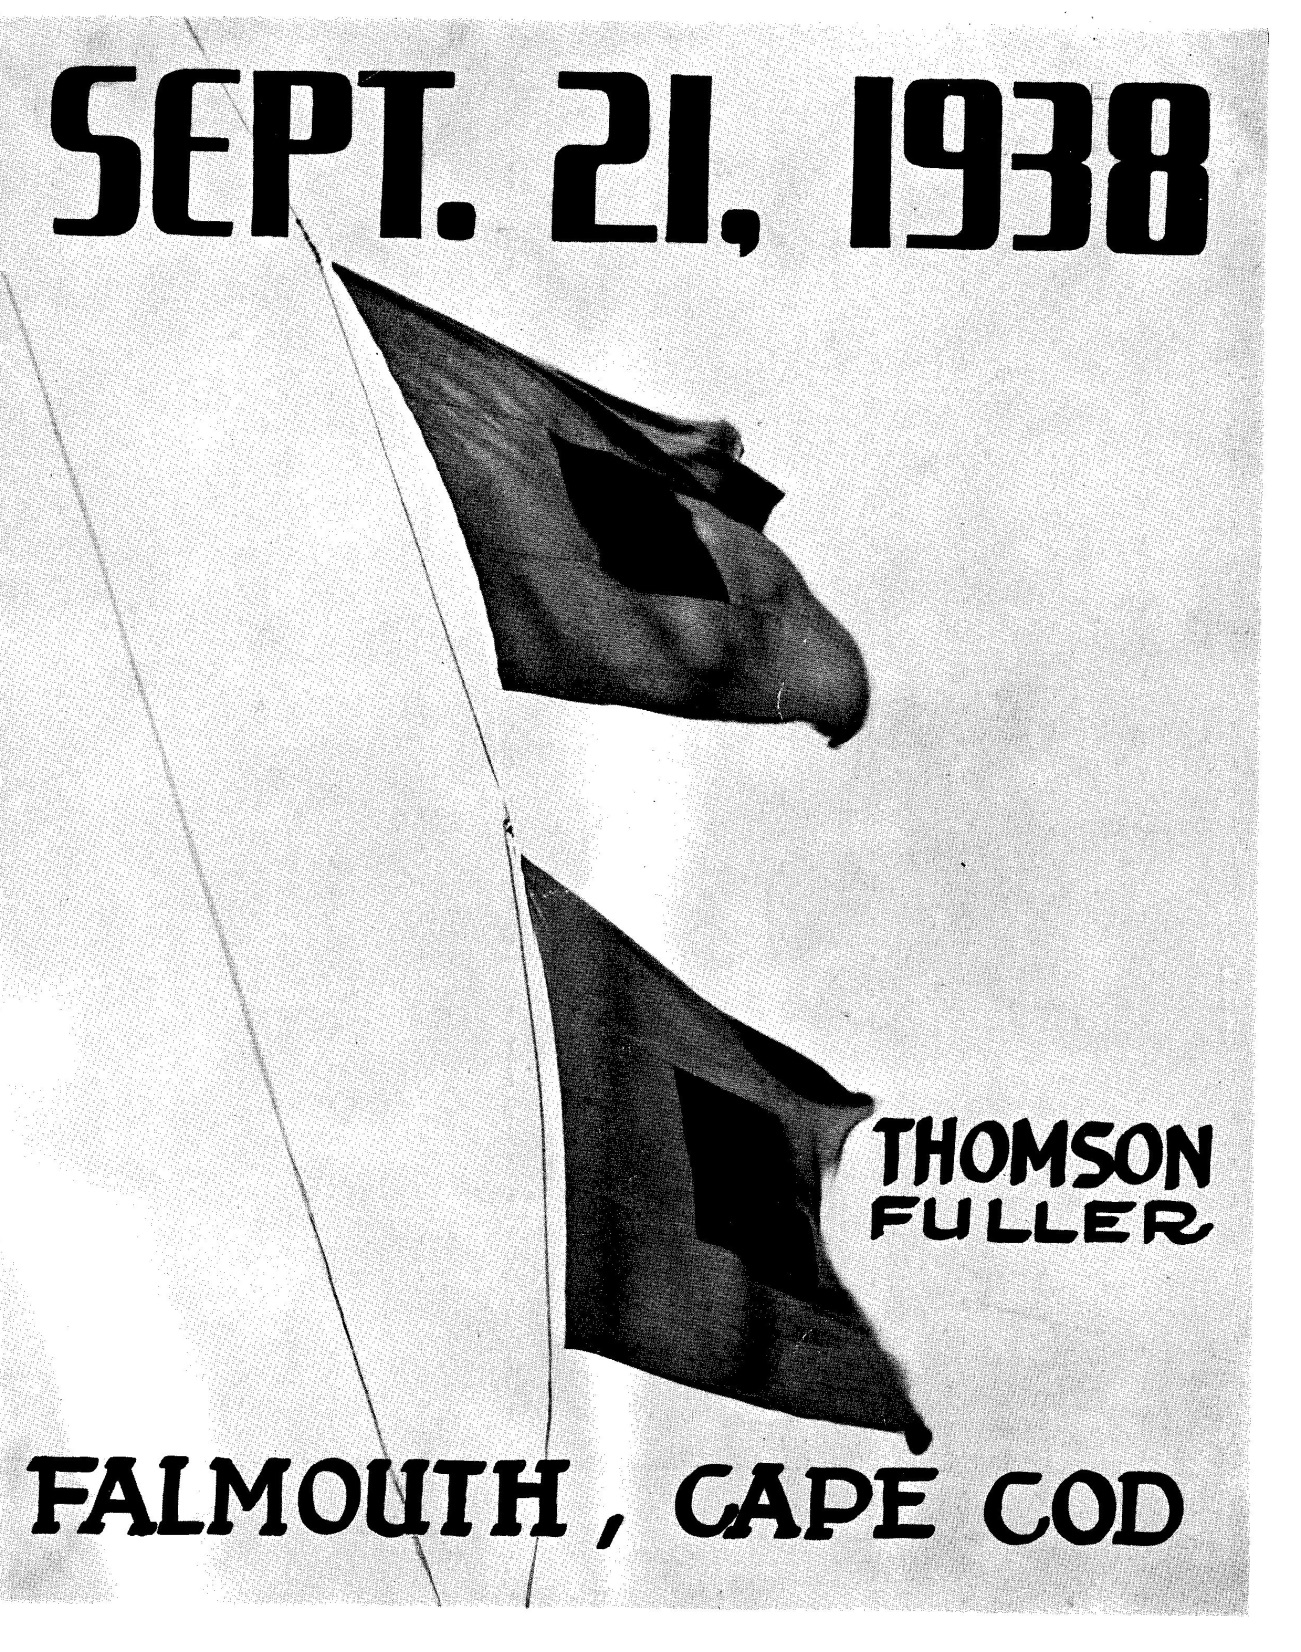 SEPT. 21, 1938
THOMSON
FULLER
FALMOUTH, CAPE COD